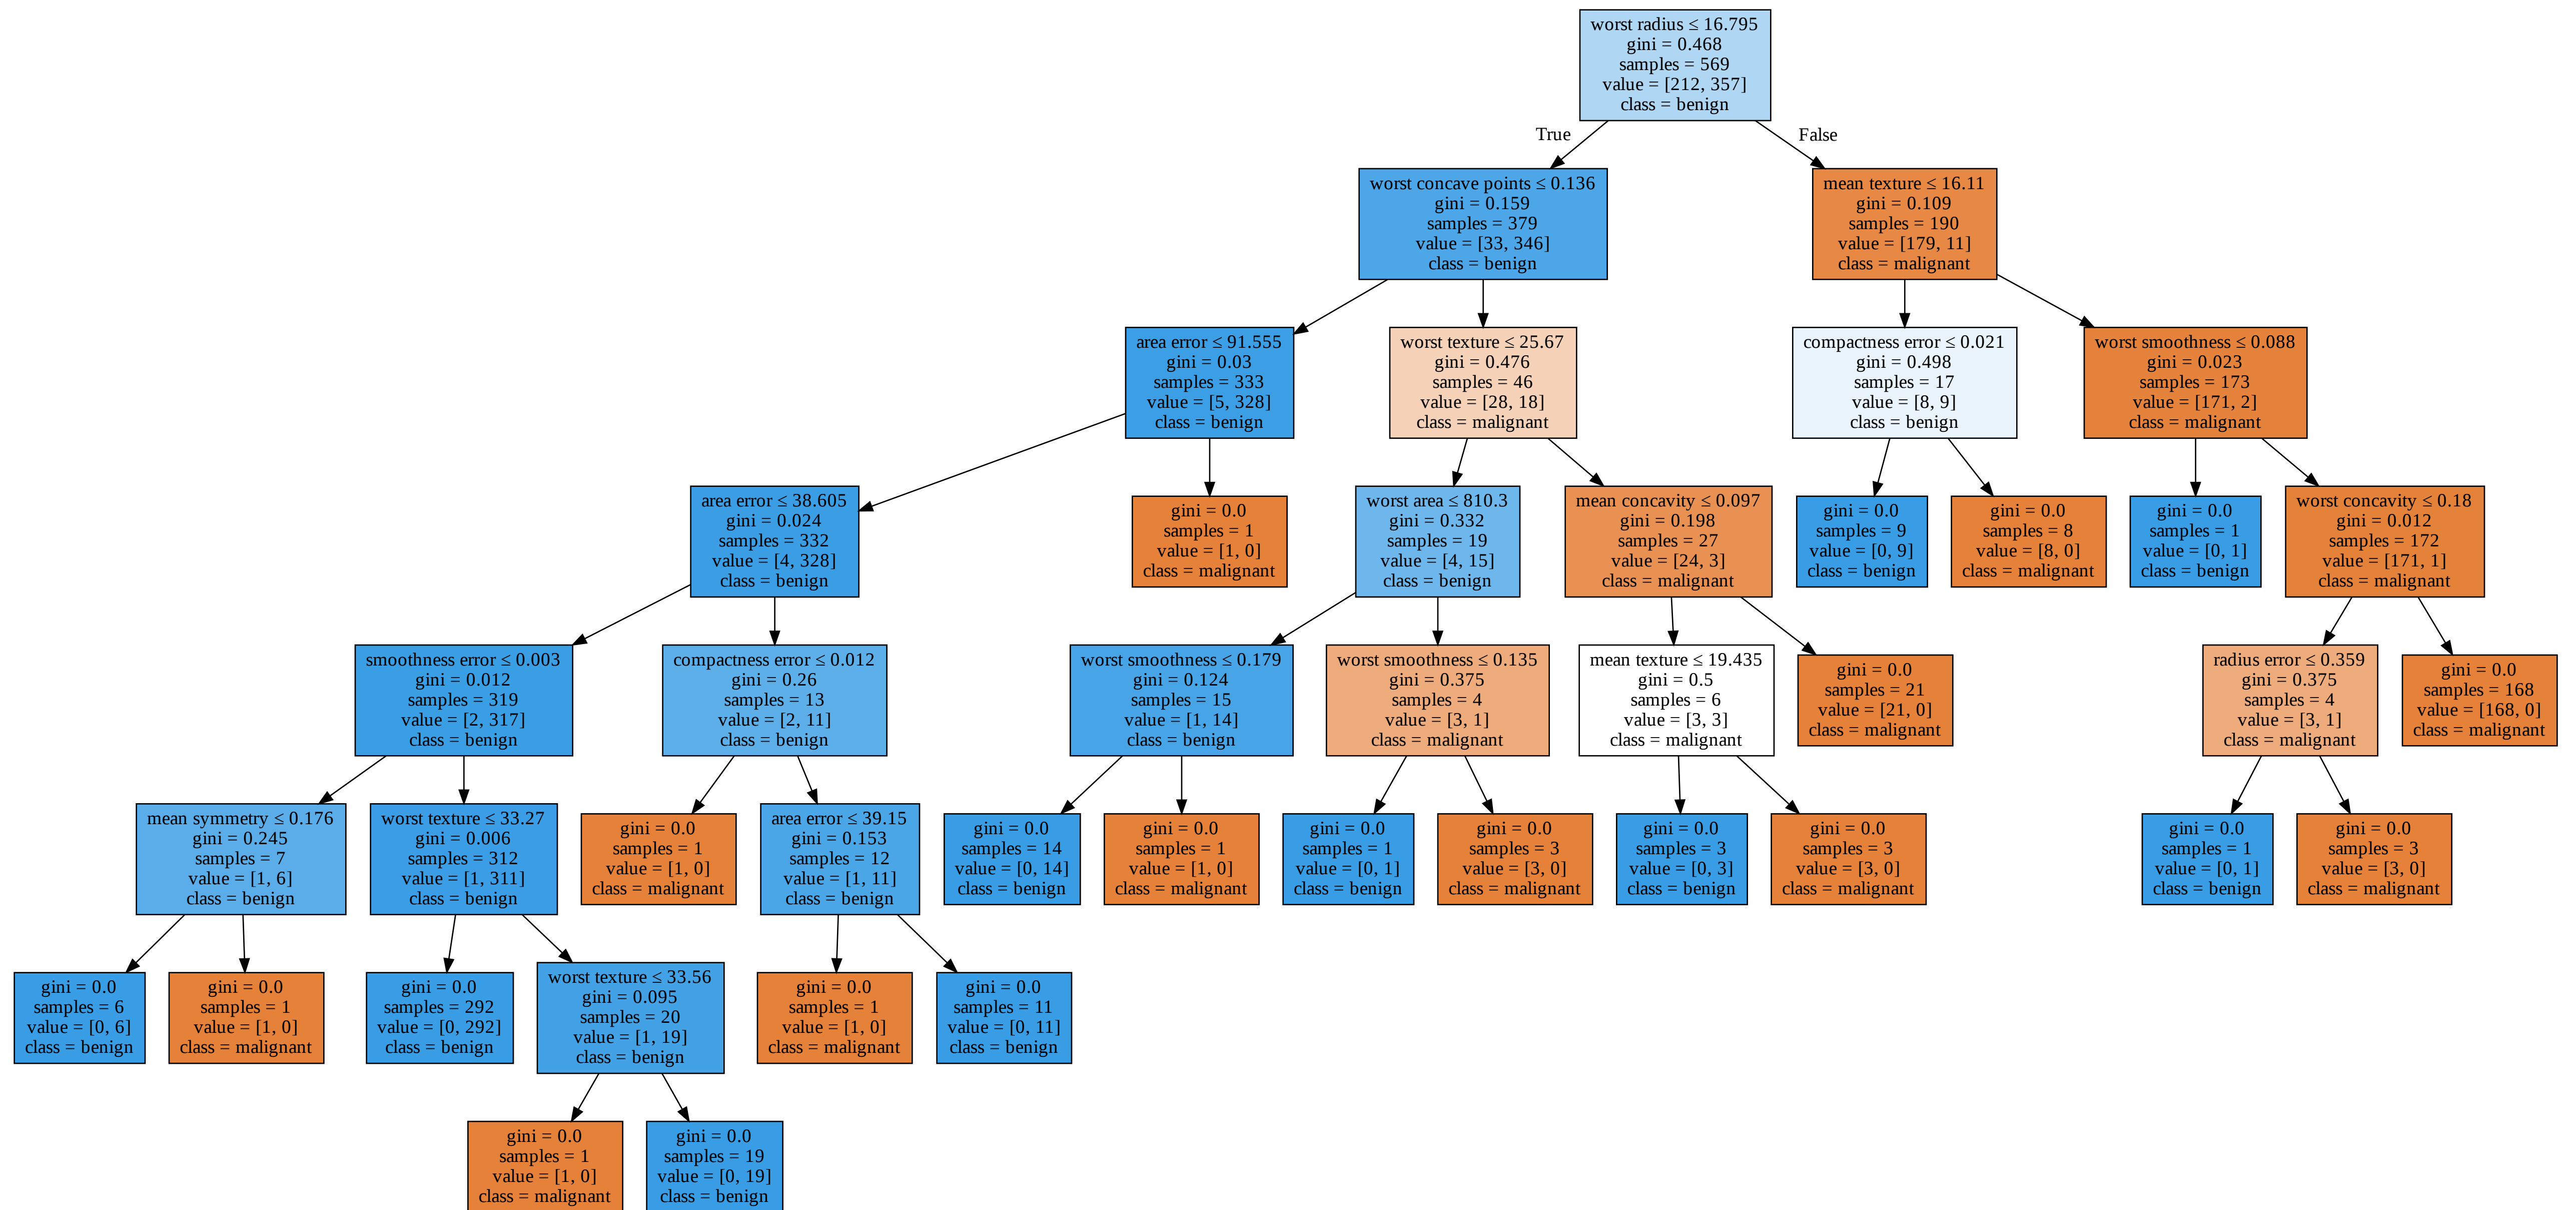 worst radius ≤ 16.795
gini = 0.468
samples = 569
value = [212, 357]
class = benign
True
False
worst concave points ≤ 0.136
gini = 0.159
samples = 379
value = [33, 346]
class = benign
mean texture ≤ 16.11
gini = 0.109
samples = 190
value = [179, 11]
class = malignant
area error ≤ 91.555
gini = 0.03
samples = 333
value = [5, 328]
class = benign
worst texture ≤ 25.67
gini = 0.476
samples = 46
value = [28, 18]
class = malignant
compactness error ≤ 0.021
gini = 0.498
samples = 17
value = [8, 9]
class = benign
worst smoothness ≤ 0.088
gini = 0.023
samples = 173
value = [171, 2]
class = malignant
area error ≤ 38.605
gini = 0.024
samples = 332
value = [4, 328]
class = benign
gini = 0.0
samples = 1
value = [1, 0]
class = malignant
worst area ≤ 810.3
gini = 0.332
samples = 19
value = [4, 15]
class = benign
mean concavity ≤ 0.097
gini = 0.198
samples = 27
value = [24, 3]
class = malignant
gini = 0.0
samples = 9
value = [0, 9]
class = benign
gini = 0.0
samples = 8
value = [8, 0]
class = malignant
gini = 0.0
samples = 1
value = [0, 1]
class = benign
worst concavity ≤ 0.18
gini = 0.012
samples = 172
value = [171, 1]
class = malignant
smoothness error ≤ 0.003
gini = 0.012
samples = 319
value = [2, 317]
class = benign
compactness error ≤ 0.012
gini = 0.26
samples = 13
value = [2, 11]
class = benign
worst smoothness ≤ 0.179
gini = 0.124
samples = 15
value = [1, 14]
class = benign
worst smoothness ≤ 0.135
gini = 0.375
samples = 4
value = [3, 1]
class = malignant
mean texture ≤ 19.435
gini = 0.5
samples = 6
value = [3, 3]
class = malignant
gini = 0.0
samples = 21
value = [21, 0]
class = malignant
radius error ≤ 0.359
gini = 0.375
samples = 4
value = [3, 1]
class = malignant
gini = 0.0
samples = 168
value = [168, 0]
class = malignant
mean symmetry ≤ 0.176
gini = 0.245
samples = 7
value = [1, 6]
class = benign
worst texture ≤ 33.27
gini = 0.006
samples = 312
value = [1, 311]
class = benign
gini = 0.0
samples = 1
value = [1, 0]
class = malignant
area error ≤ 39.15
gini = 0.153
samples = 12
value = [1, 11]
class = benign
gini = 0.0
samples = 14
value = [0, 14]
class = benign
gini = 0.0
samples = 1
value = [1, 0]
class = malignant
gini = 0.0
samples = 1
value = [0, 1]
class = benign
gini = 0.0
samples = 3
value = [3, 0]
class = malignant
gini = 0.0
samples = 3
value = [0, 3]
class = benign
gini = 0.0
samples = 3
value = [3, 0]
class = malignant
gini = 0.0
samples = 1
value = [0, 1]
class = benign
gini = 0.0
samples = 3
value = [3, 0]
class = malignant
gini = 0.0
samples = 6
value = [0, 6]
class = benign
gini = 0.0
samples = 1
value = [1, 0]
class = malignant
gini = 0.0
samples = 292
value = [0, 292]
class = benign
worst texture ≤ 33.56
gini = 0.095
samples = 20
value = [1, 19]
class = benign
gini = 0.0
samples = 1
value = [1, 0]
class = malignant
gini = 0.0
samples = 11
value = [0, 11]
class = benign
gini = 0.0
samples = 1
value = [1, 0]
class = malignant
gini = 0.0
samples = 19
value = [0, 19]
class = benign